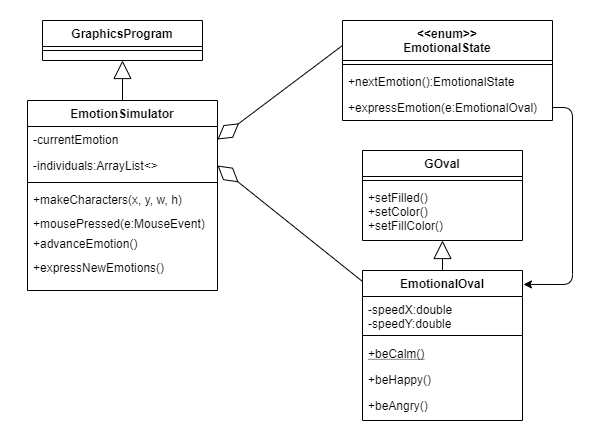 GraphicsProgram
EmotionSimulator
-currentEmotion
-individuals:ArrayList<>
+makeCharacters(x, y, w, h)
+mousePressed(e:MouseEvent)
+advanceEmotion()
+expressNewEmotions()
<<enum>>
EmotionalState
+nextEmotion():EmotionalState
+expressEmotion(e:EmotionalOval)
GOval
+setFilled()
+setColor()
+setFillColor()
EmotionalOval
-speedX:double
-speedY:double
+beCalm()
+beHappy()
+beAngry()